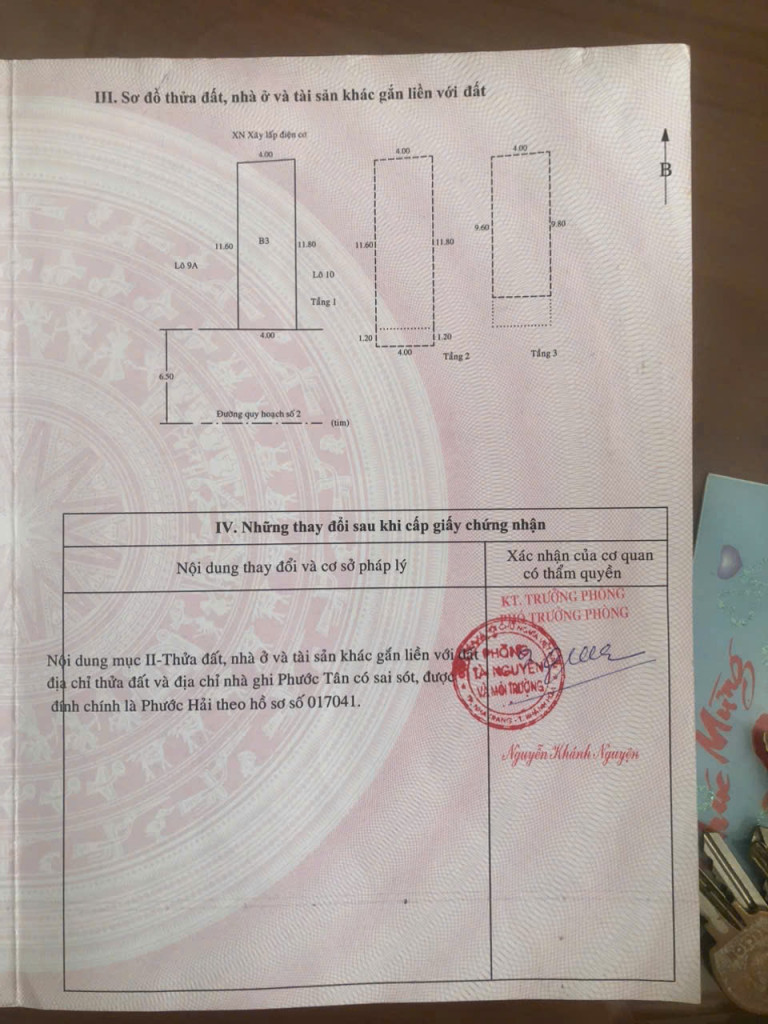 III. Sơ đồ thửa đất, nhà ở và tài sản khác gắn liền với đất
XN Xây lắp điện cơ
4.00
4.00
4.00
B
11.60
B3
11.80
11.60
11.80
9.60
9.80
Lô 9A
Lô 10
Tầng 1
4.00
1.20
1.20
4.00
Tầng 2
Tầng 3
6.50
Đường quy hoạch số 2
(tim)
IV. Những thay đổi sau khi cấp giấy chứng nhận
Nội dung thay đổi và cơ sở pháp lý
Xác nhận của cơ quan
có thẩm quyền
KT. TRƯỞNG PHÒNG
PHÓ TRƯỞNG PHÒNG
Nội dung mục II-Thửa đất, nhà ở và tài sản khác gắn liền với đất
địa chỉ thửa đất và địa chỉ nhà ghi Phước Tân có sai sót, được
đính chính là Phước Hải theo hồ sơ số 017041.
PHÒNG
TÀI NGUYÊN
VÀ MÔI TRƯỜNG
Nguyễn Khánh Nguyên
Mừng